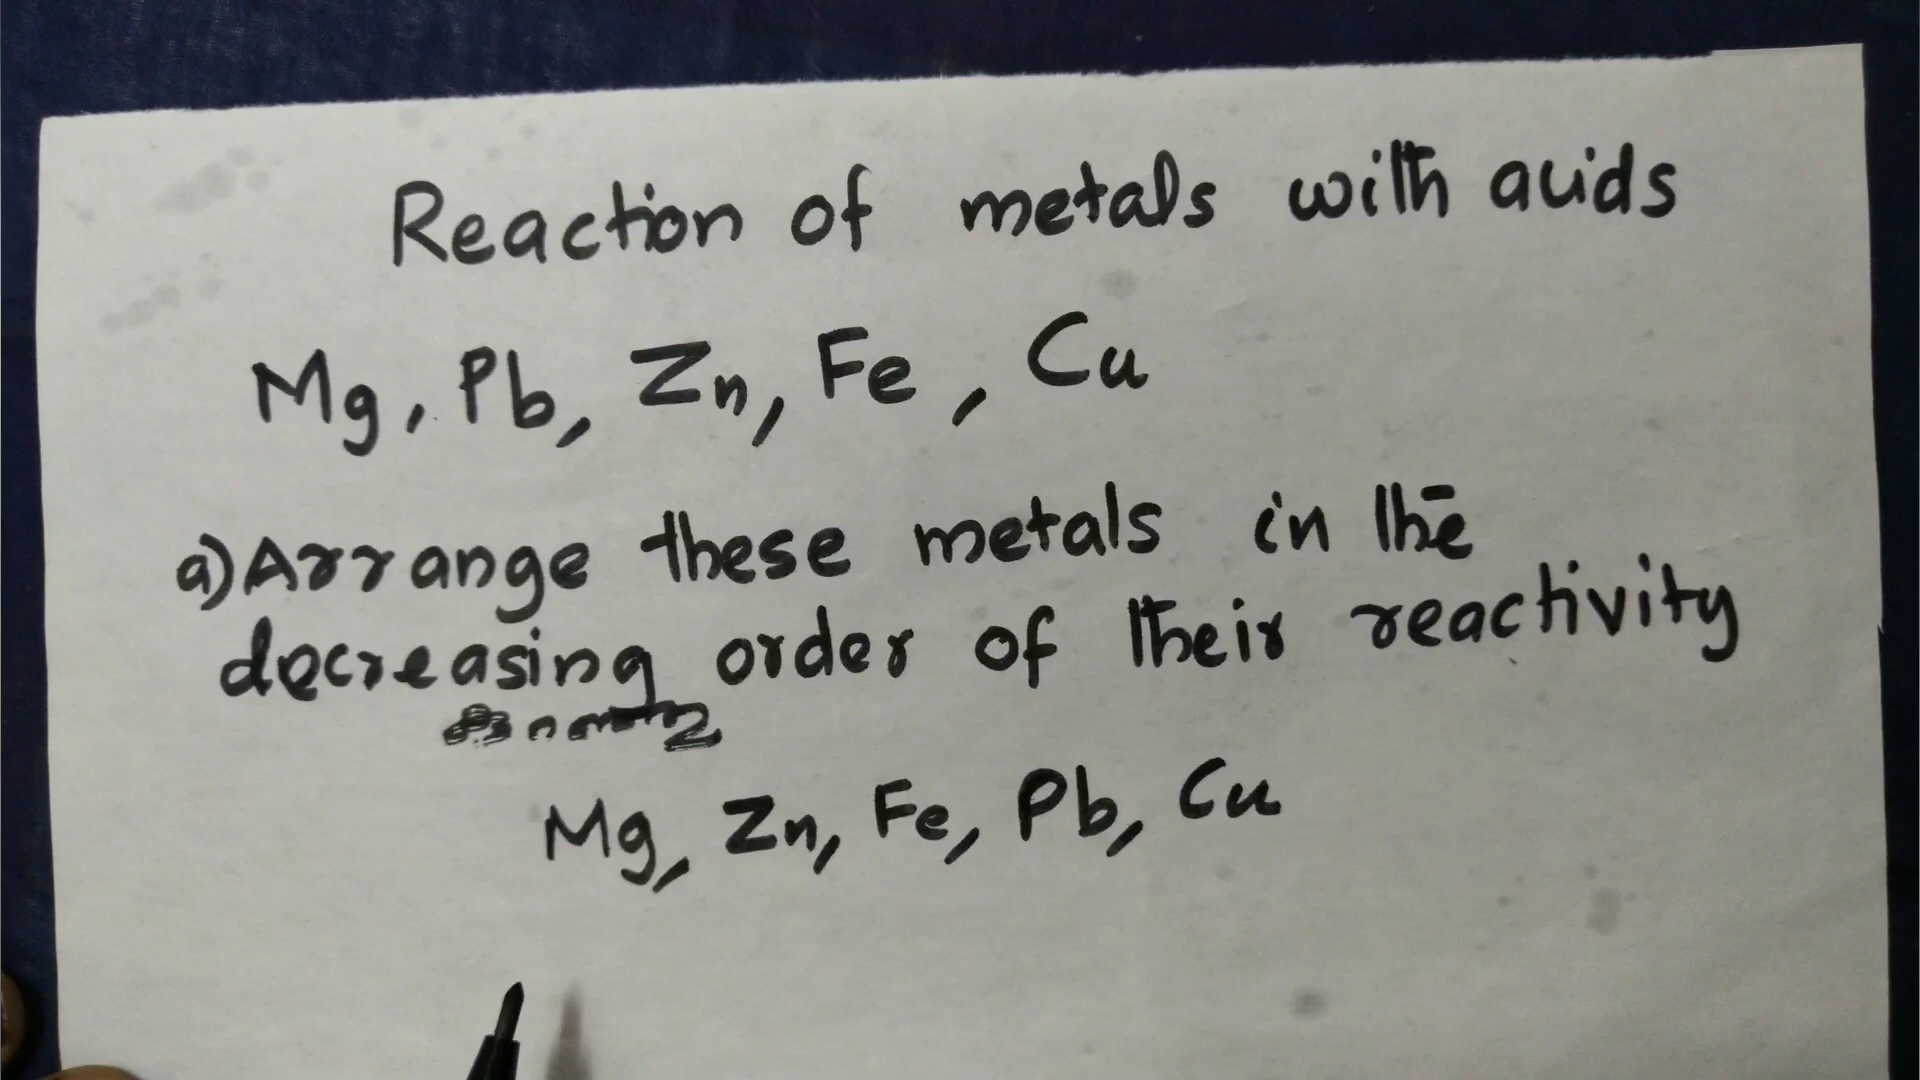 Reaction of metals with acids
Mg, Pb, Zn, Fe, Cu
a) Arrange these metals in the
decreasing order of their reactivity
Mg, Zn, Fe, Pb, Cu